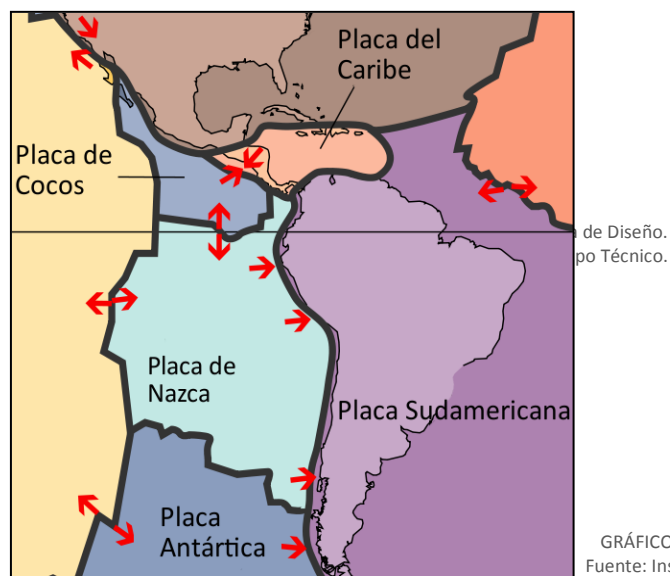 Placa del
Caribe
Placa de
Cocos
de Diseño.
po Técnico.
Placa de
Nazca
Placa Sudamericana
Placa
Antártica
GRÁFICO
Fuente: Ins